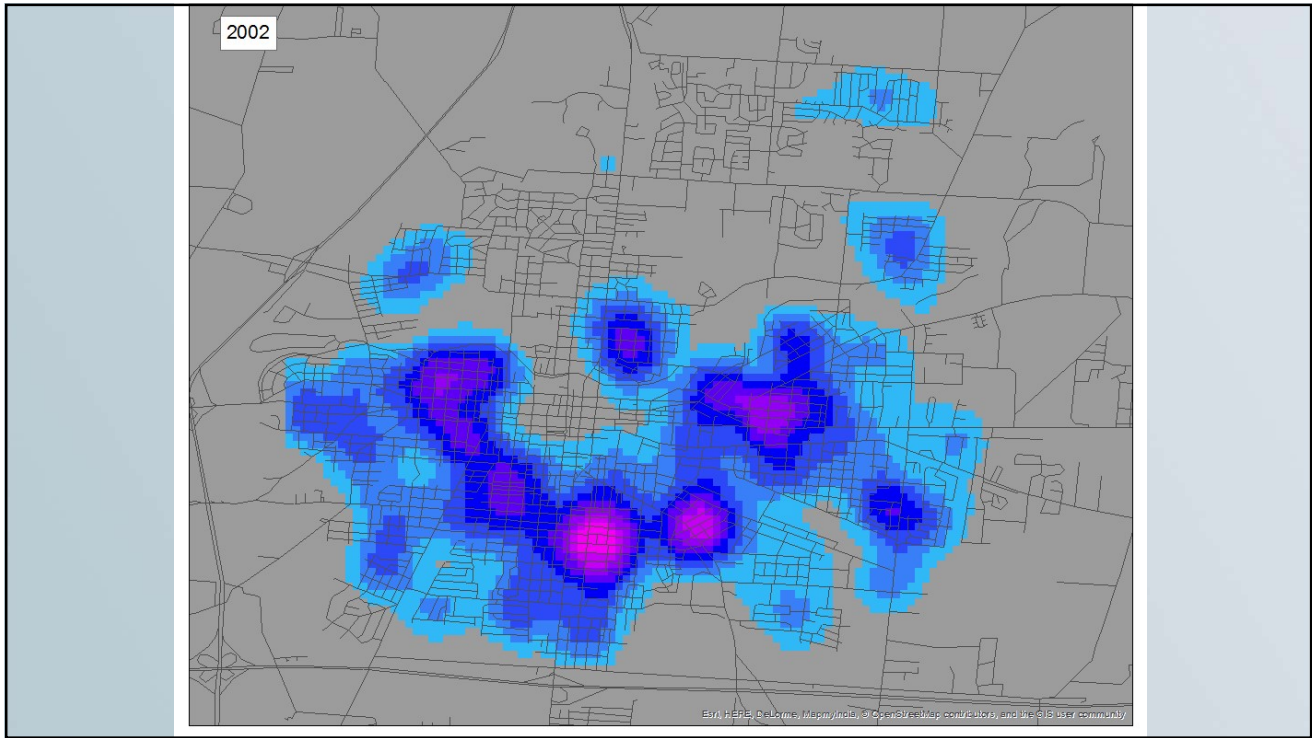 2002
Esri, HERE, DeLorme, MapmyIndia, © OpenStreetMap contributors, and the GIS user community